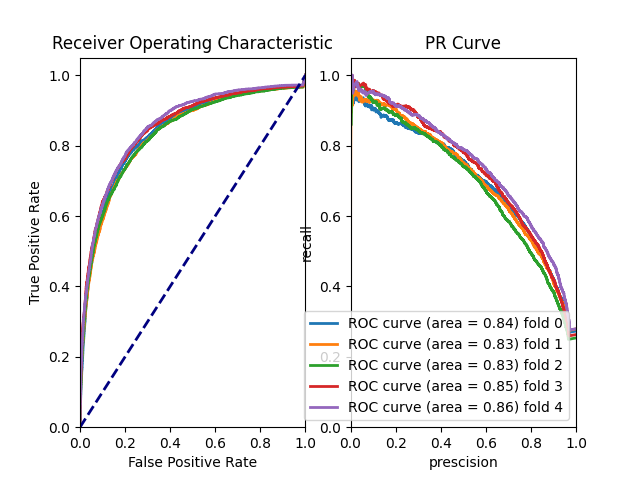 Receiver Operating Characteristic
True Positive Rate
1.0
0.8
0.6
0.4
0.2
0.0
0.0 0.2 0.4 0.6 0.8 1.0
False Positive Rate
PR Curve
recall
1.0
0.8
0.6
0.2
0.0
0.0 0.2 0.4 0.6 0.8 1.0
prescision
ROC curve (area = 0.84) fold 0
ROC curve (area = 0.83) fold 1
ROC curve (area = 0.83) fold 2
ROC curve (area = 0.85) fold 3
ROC curve (area = 0.86) fold 4